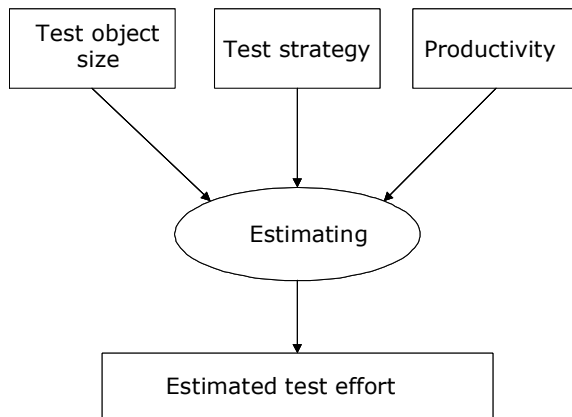 Test object
size
Test strategy
Productivity
Estimating
Estimated test effort